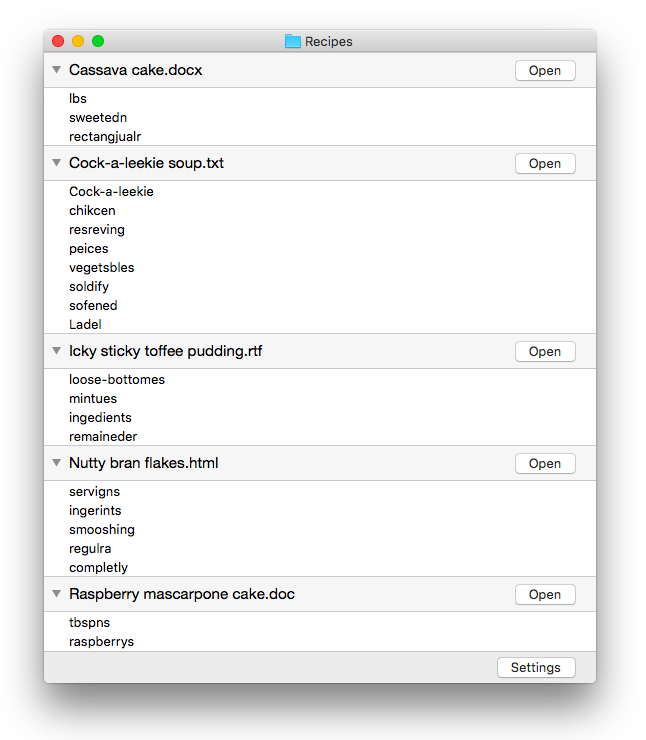 Recipes
Cassava cake.docx Open
lbs
sweetedn
rectangjualr
Cock-a-leekie soup.txt Open
Cock-a-leekie
chikcen
resreving
peices
vegetsbles
soldify
sofened
Ladel
Icky sticky toffee pudding.rtf Open
loose-bottomes
mintues
ingedients
remaineder
Nutty bran flakes.html Open
servigns
ingerints
smooshing
regulra
completly
Raspberry mascarpone cake.doc Open
tbspns
raspberrys
Settings